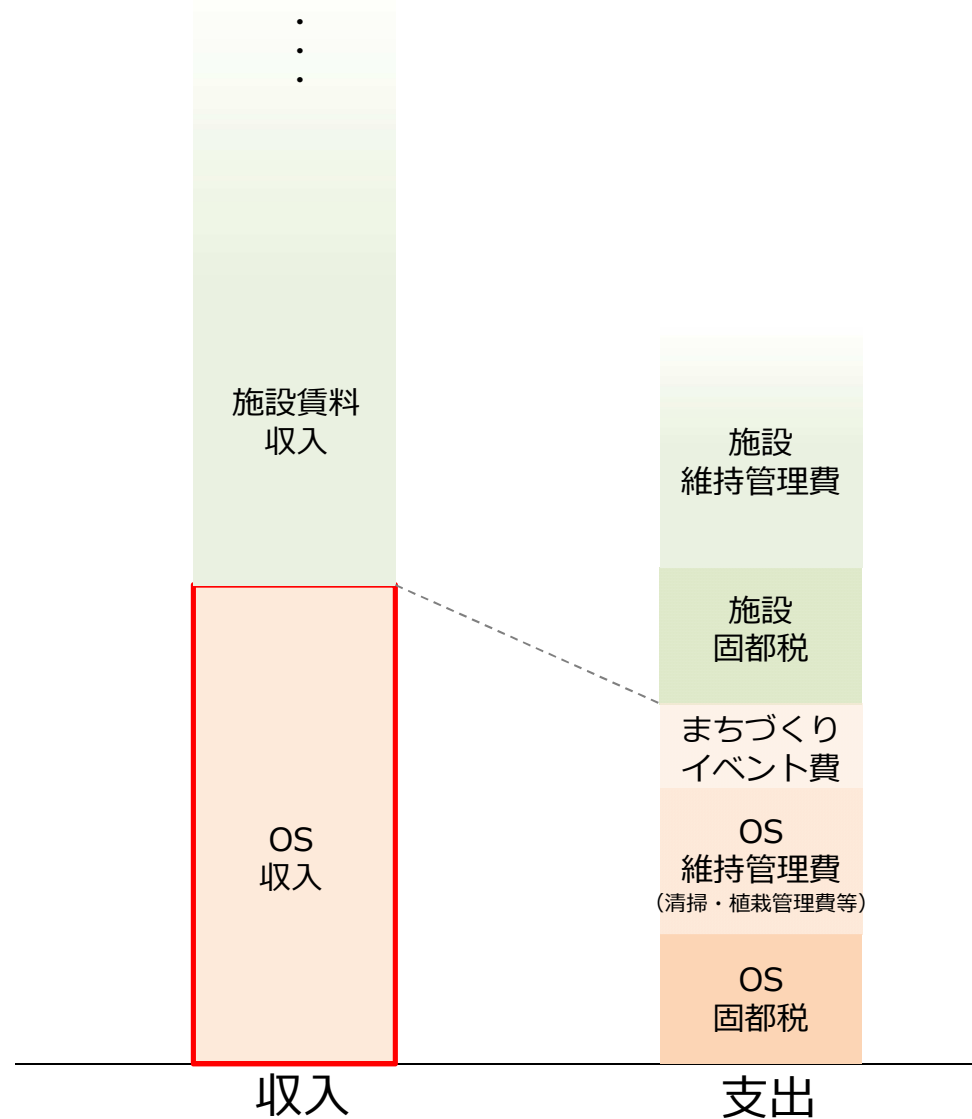 ・
・
・
施設賃料
収入
OS
収入
収入
施設
維持管理費
施設
固都税
まちづくり
イベント費
OS
維持管理費
（清掃・植栽管理費等）
OS
固都税
支出